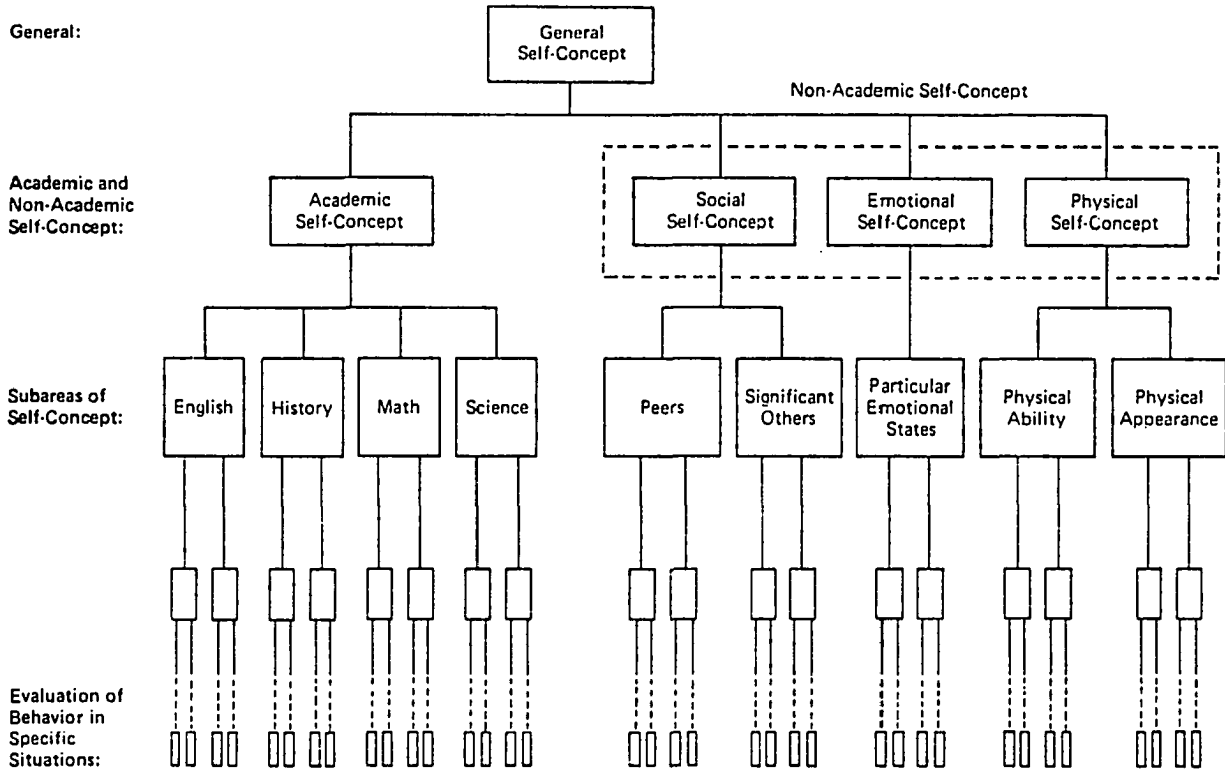 General:
General
Self-Concept
Non-Academic Self-Concept
Academic and
Non-Academic
Self-Concept:
Academic
Self-Concept
Social
Self-Concept
Emotional
Self-Concept
Physical
Self-Concept
Subareas of
Self-Concept:
English
History
Math
Science
Peers
Significant
Others
Particular
Emotional
States
Physical
Ability
Physical
Appearance
Evaluation of
Behavior in
Specific
Situations: